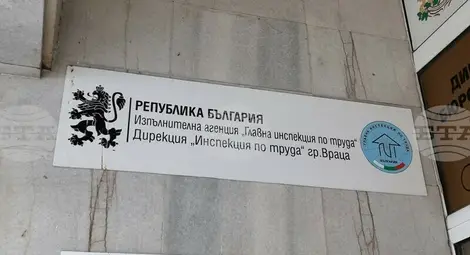 РЕПУБЛИКА БЪЛГАРИЯ
Изпълнителна агенция „Главна инспекция по труда“
Дирекция „Инспекция по труда“ гр.Враца